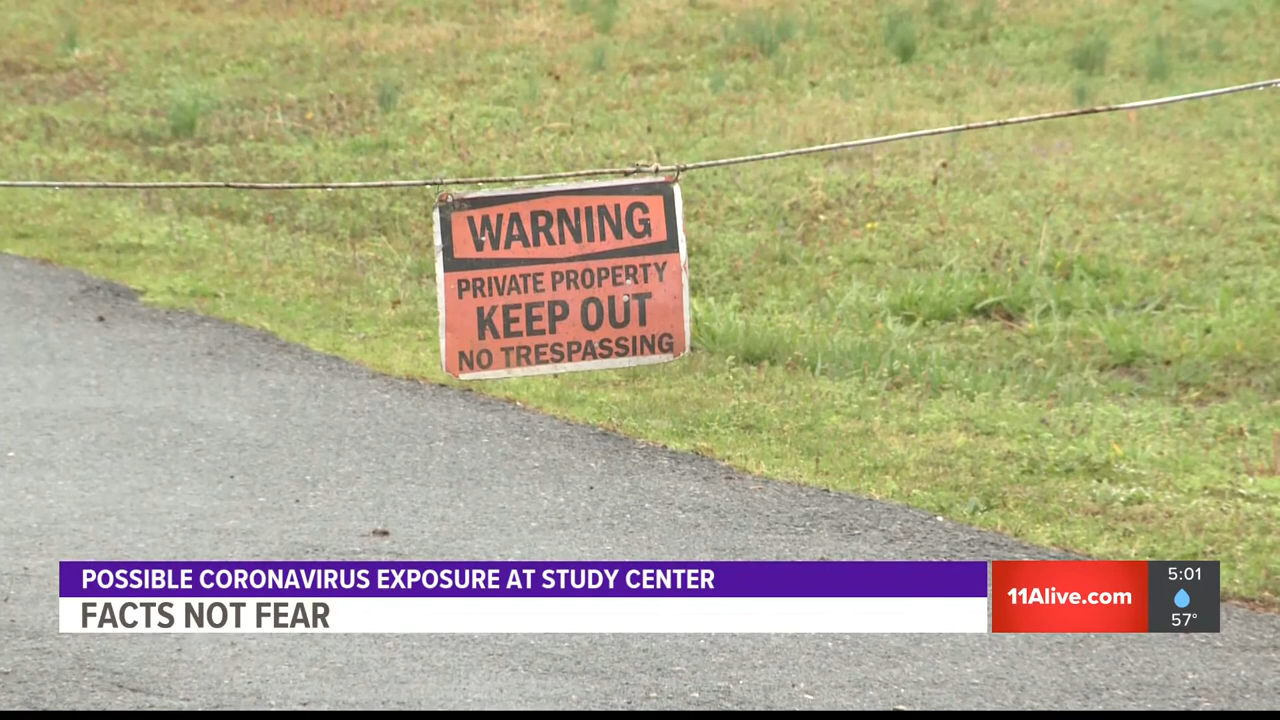 WARNING
PRIVATE PROPERTY
KEEP OUT
NO TRESPASSING
POSSIBLE CORONAVIRUS EXPOSURE AT STUDY CENTER
FACTS NOT FEAR
11Alive.com
5:01
57°